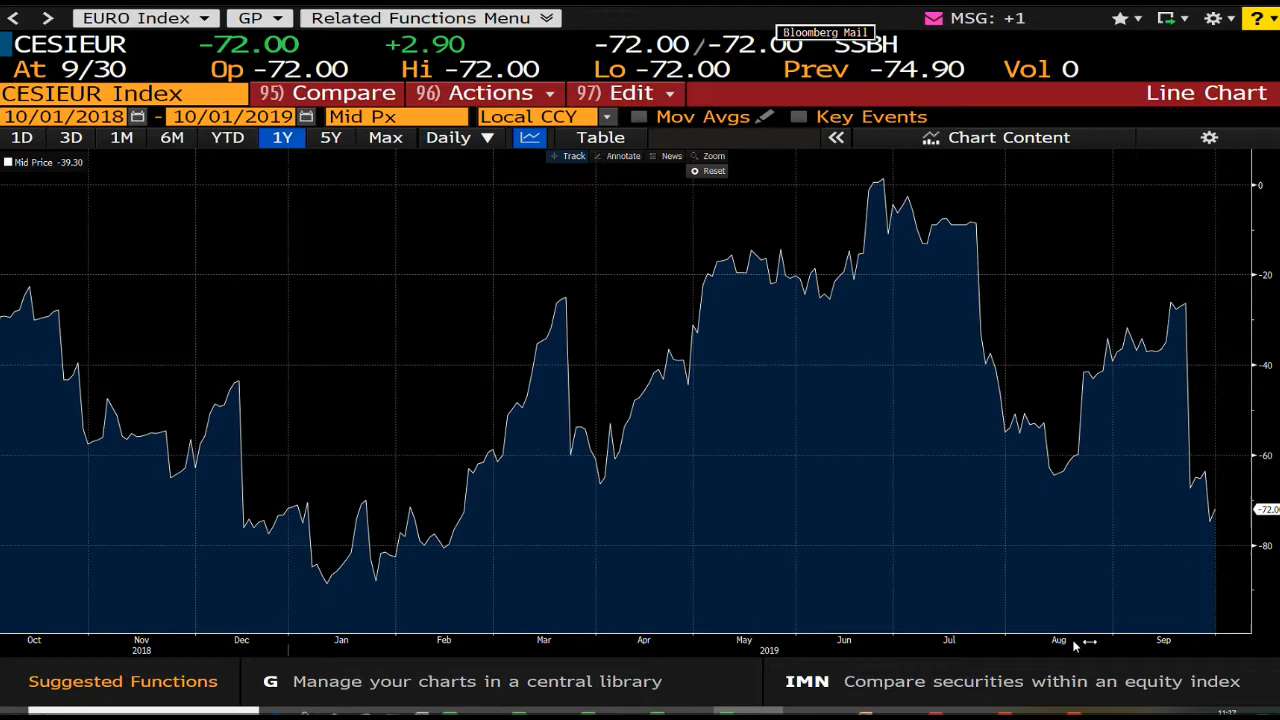 EURO Index GP Related Functions Menu MSG: +1 ?
Bloomberg Mail
CESIEUR -72.00 +2.90 -72.00/-72.00 SSBH
At 9/30 Op -72.00 Hi -72.00 Lo -72.00 Prev -74.90 Vol 0
CESIEUR Index 95) Compare 96) Actions 97) Edit Line Chart
10/01/2018 - 10/01/2019 Mid Px Local CCY Mov Avgs Key Events
1D 3D 1M 6M YTD 1Y 5Y Max Daily Table Chart Content
Track Annotate News Zoom
Mid Price -39.30
Reset
0
-20
-40
-60
-72.00
-80
Oct Nov Dec Jan Feb Mar Apr May Jun Jul Aug Sep
2018 2019
Suggested Functions G Manage your charts in a central library IMN Compare securities within an equity index